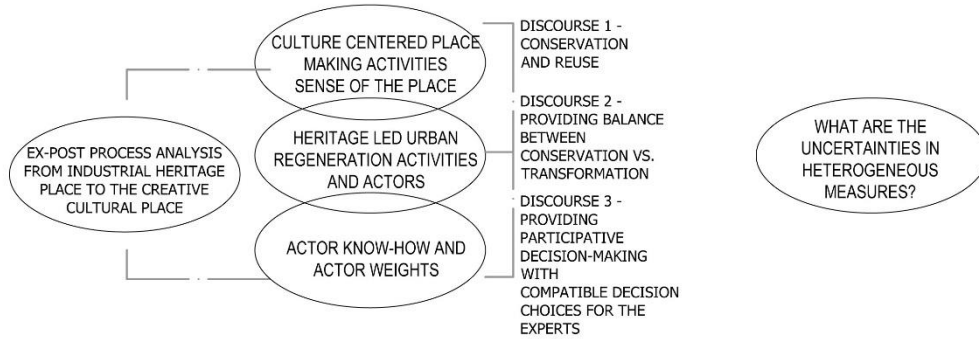 EX-POST PROCESS ANALYSIS
FROM INDUSTRIAL HERITAGE
PLACE TO THE CREATIVE
CULTURAL PLACE
CULTURE CENTERED PLACE
MAKING ACTIVITIES
SENSE OF THE PLACE
HERITAGE LED URBAN
REGENERATION ACTIVITIES
AND ACTORS
ACTOR KNOW-HOW AND
ACTOR WEIGHTS
DISCOURSE 1 -
CONSERVATION
AND REUSE
DISCOURSE 2 -
PROVIDING BALANCE
BETWEEN
CONSERVATION VS.
TRANSFORMATION
DISCOURSE 3 -
PROVIDING
PARTICIPATIVE
DECISION-MAKING
WITH
COMPATIBLE DECISION
CHOICES FOR THE
EXPERTS
WHAT ARE THE
UNCERTAINTIES IN
HETEROGENEOUS
MEASURES?